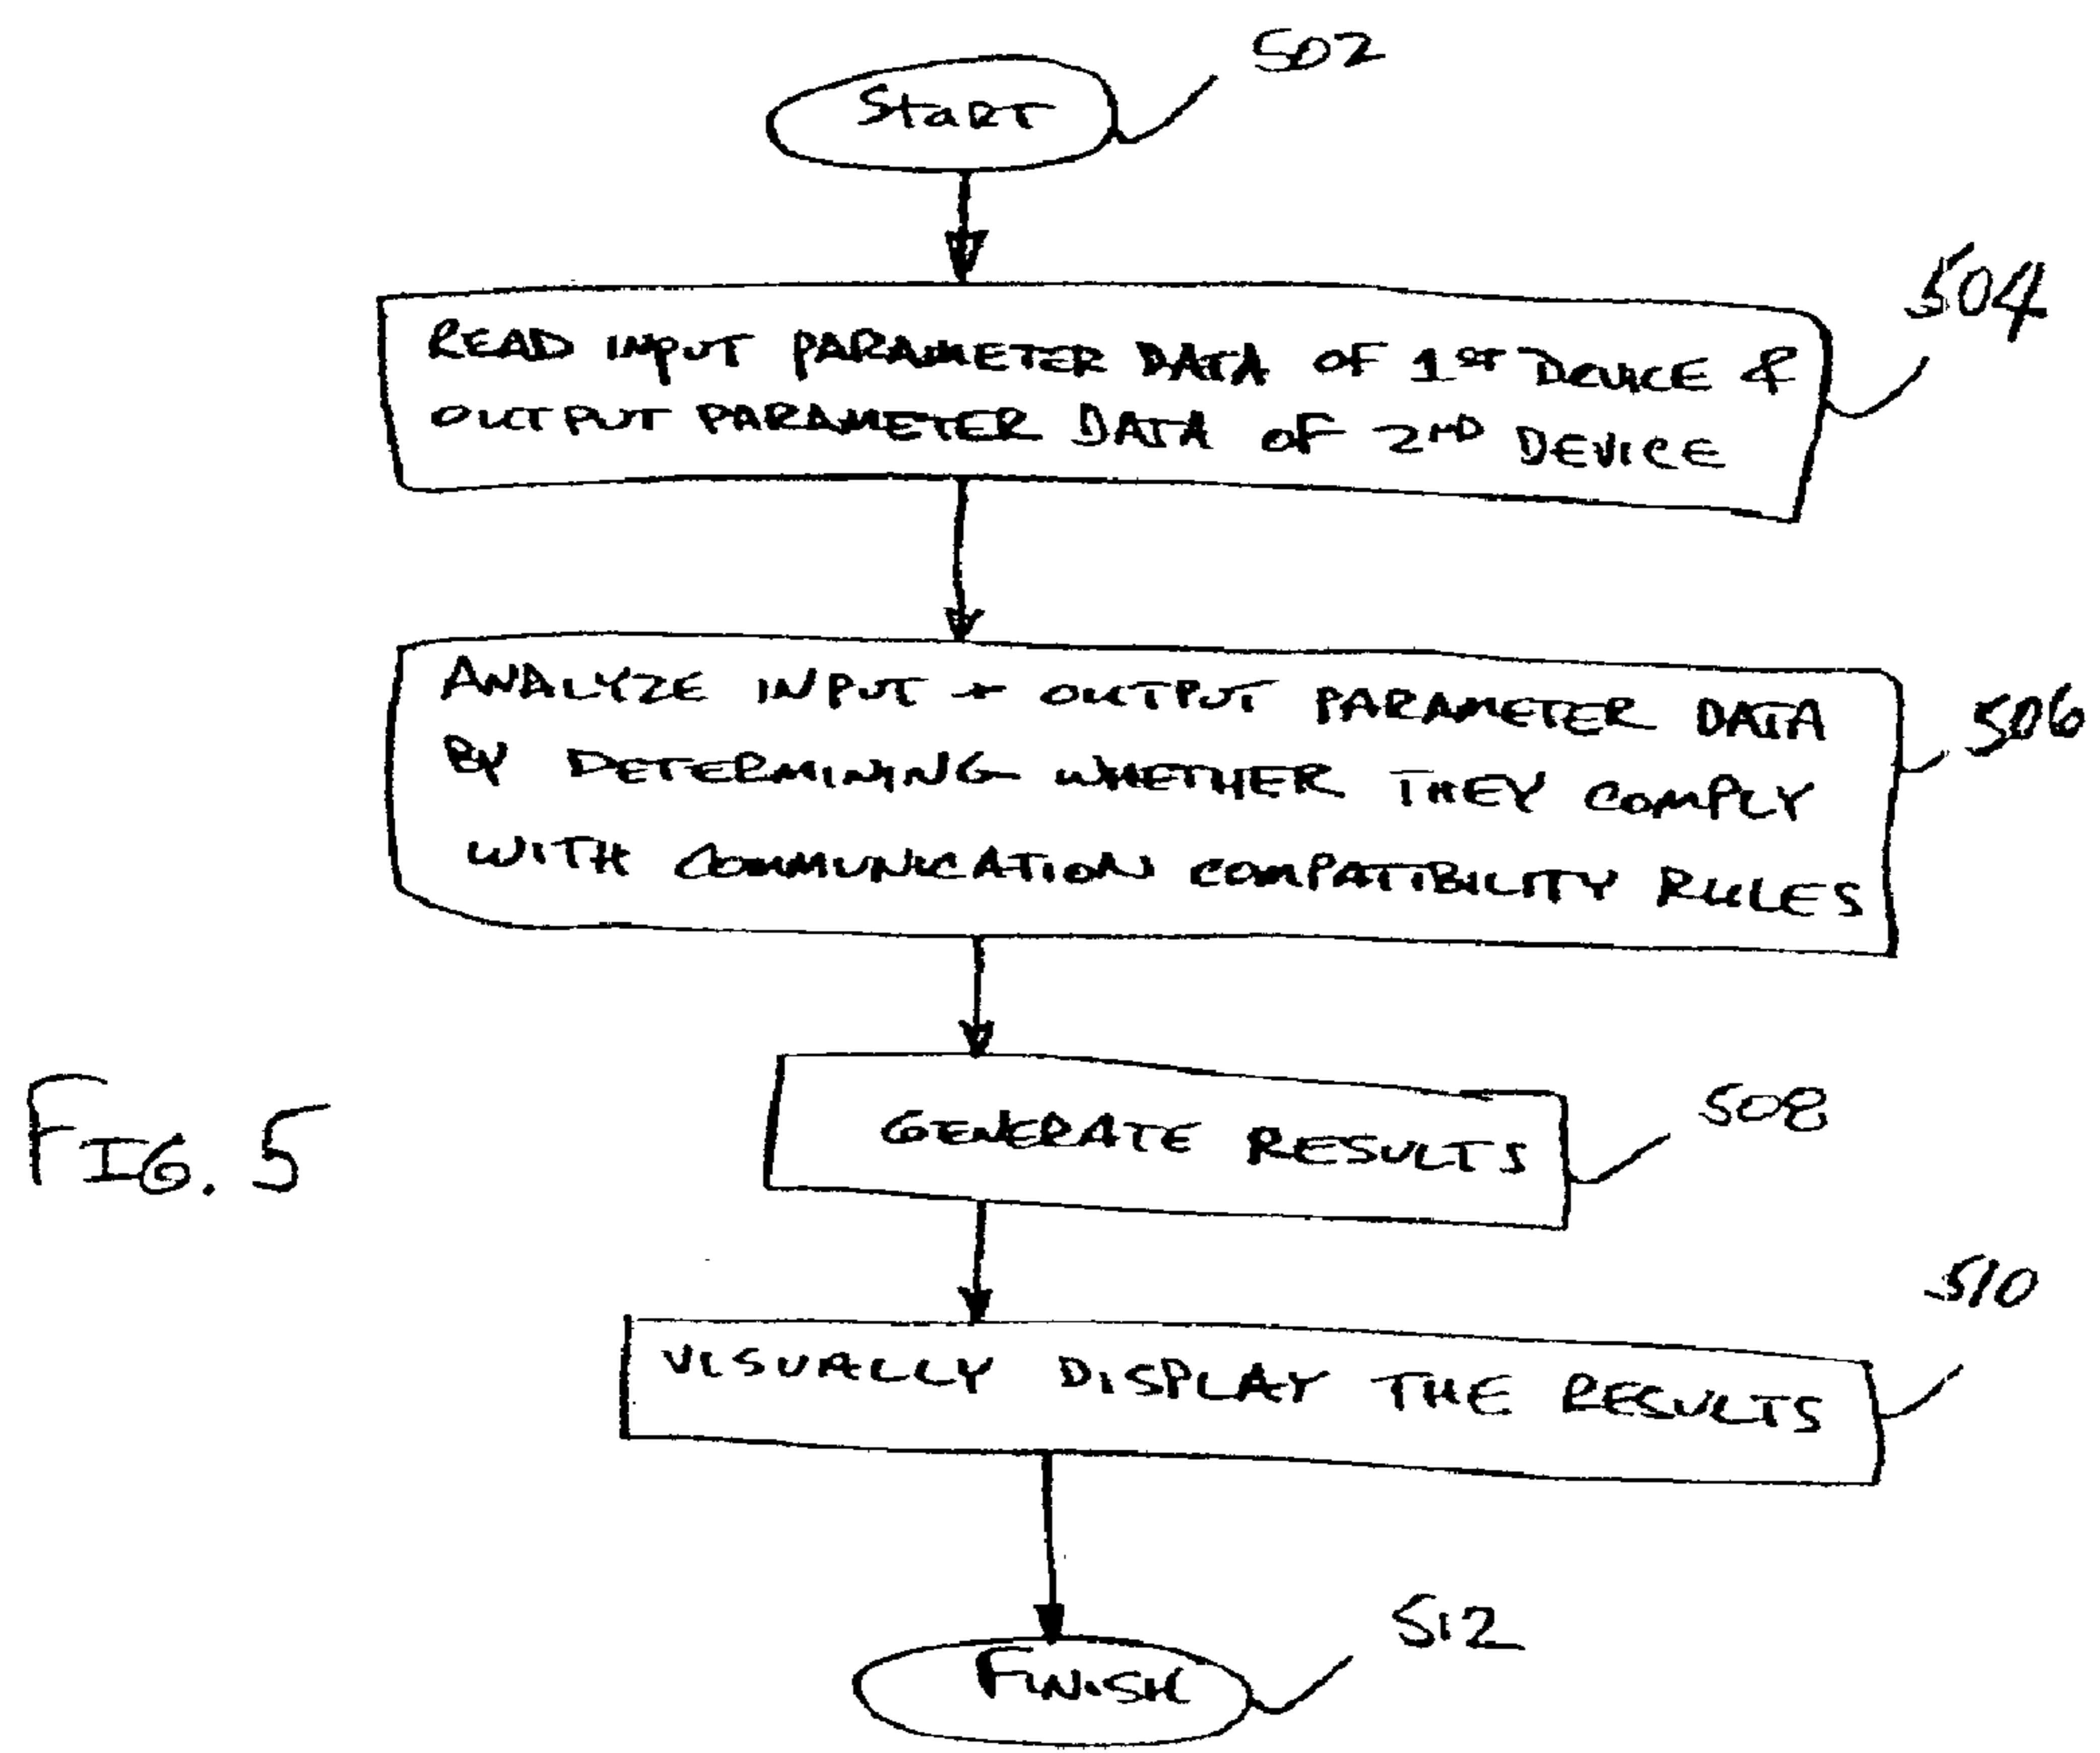 502
Start
504
READ INPUT PARAMETER DATA OF 1ST DEVICE &
OUTPUT PARAMETER DATA OF 2ND DEVICE
ANALYZE INPUT + OUTPUT PARAMETER DATA
506
BY DETERMINING WHETHER THEY COMPLY
WITH COMMUNICATION COMPATIBILITY RULES
508
GENERATE RESULTS
FIG. 5
510
VISUALLY DISPLAY THE RESULTS
512
FINISH